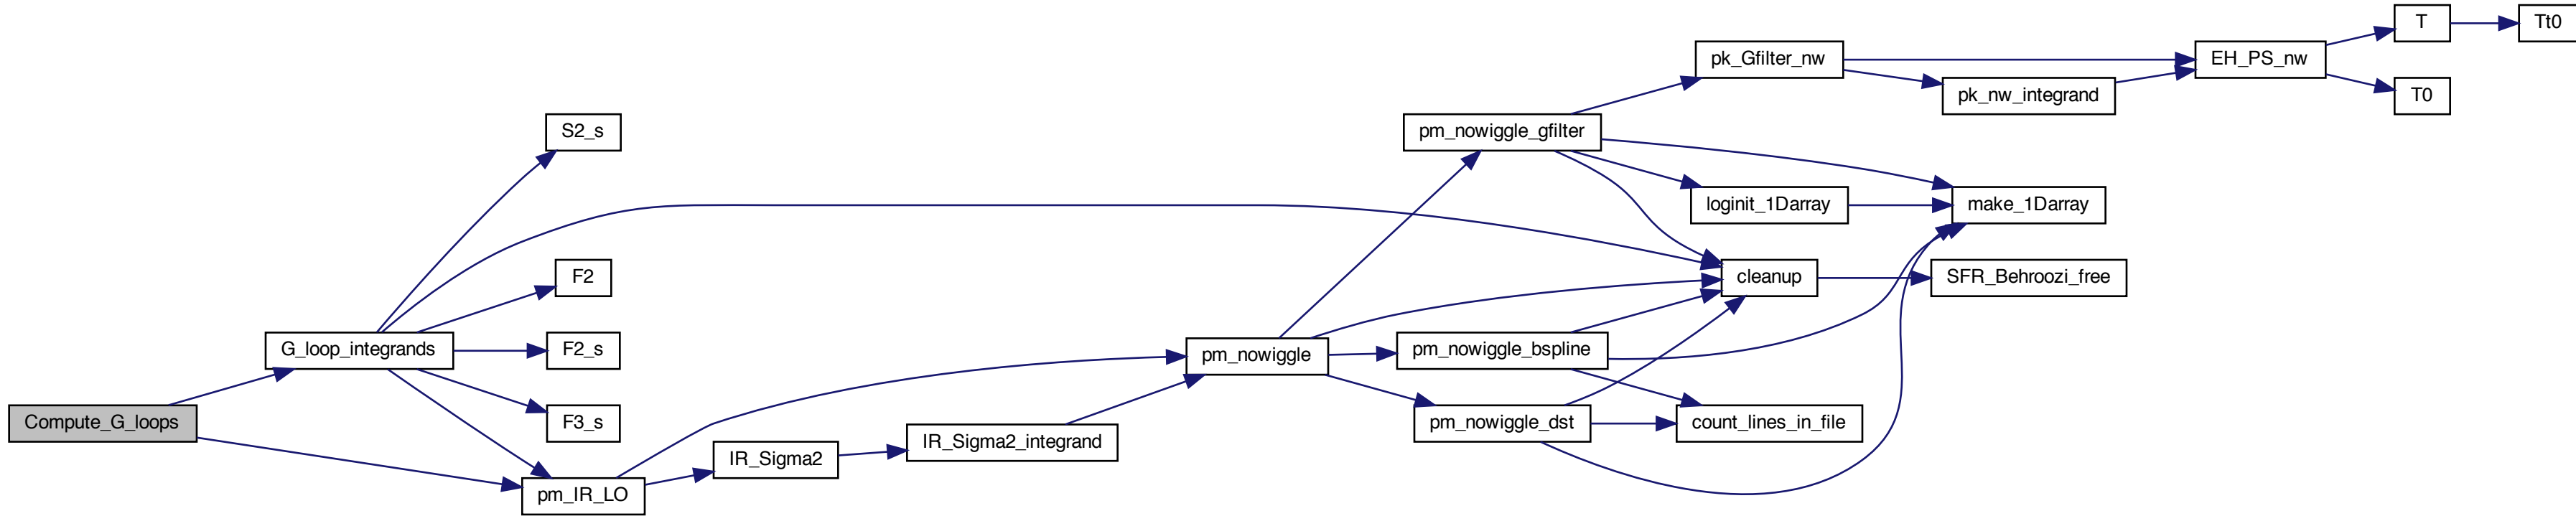 Compute_G_loops
G_loop_integrands
S2_s
F2
F2_s
F3_s
pm_IR_LO
IR_Sigma2
IR_Sigma2_integrand
pm_nowiggle
pm_nowiggle_gfilter
pm_nowiggle_bspline
pm_nowiggle_dst
pk_Gfilter_nw
loginit_1Darray
cleanup
count_lines_in_file
pk_nw_integrand
make_1Darray
SFR_Behroozi_free
EH_PS_nw
T
T0
Tt0